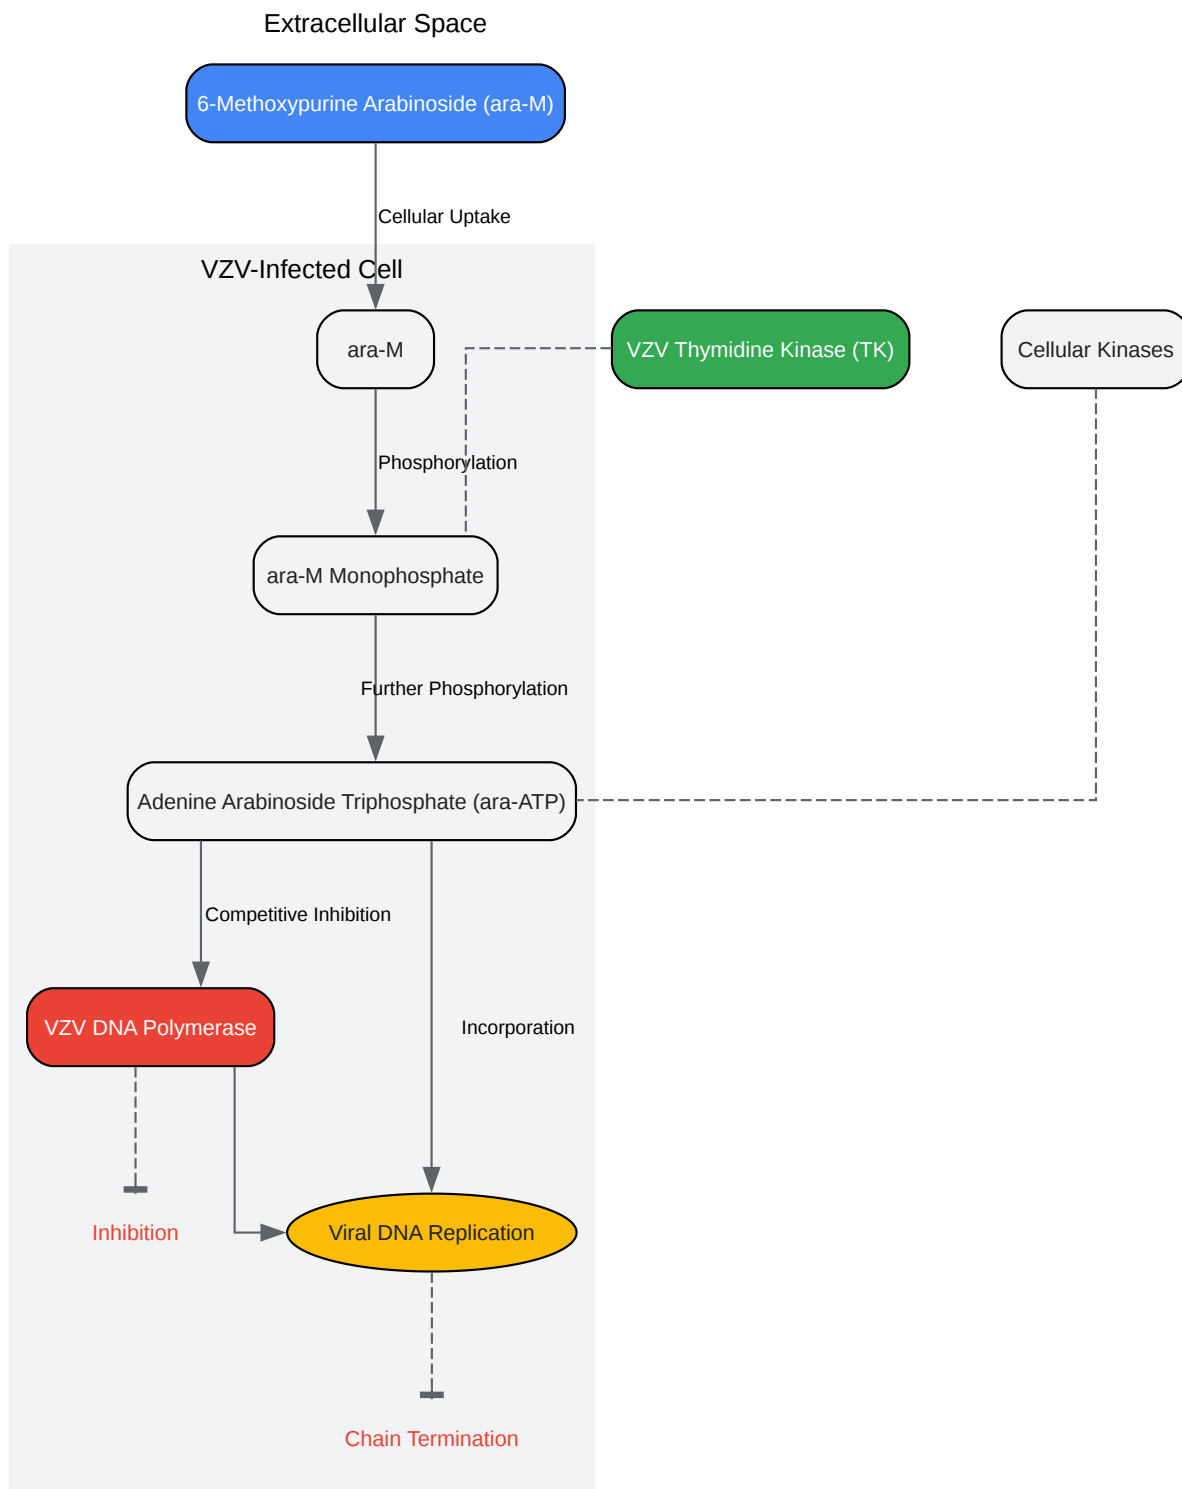 Extracellular Space
6-Methoxypurine Arabinoside (ara-M)
Cellular Uptake
VZV-Infected Cell
ara-M
VZV Thymidine Kinase (TK)
Cellular Kinases
Phosphorylation
ara-M Monophosphate
Further Phosphorylation
Adenine Arabinoside Triphosphate (ara-ATP)
Competitive Inhibition
VZV DNA Polymerase
Incorporation
Inhibition
Viral DNA Replication
Chain Termination